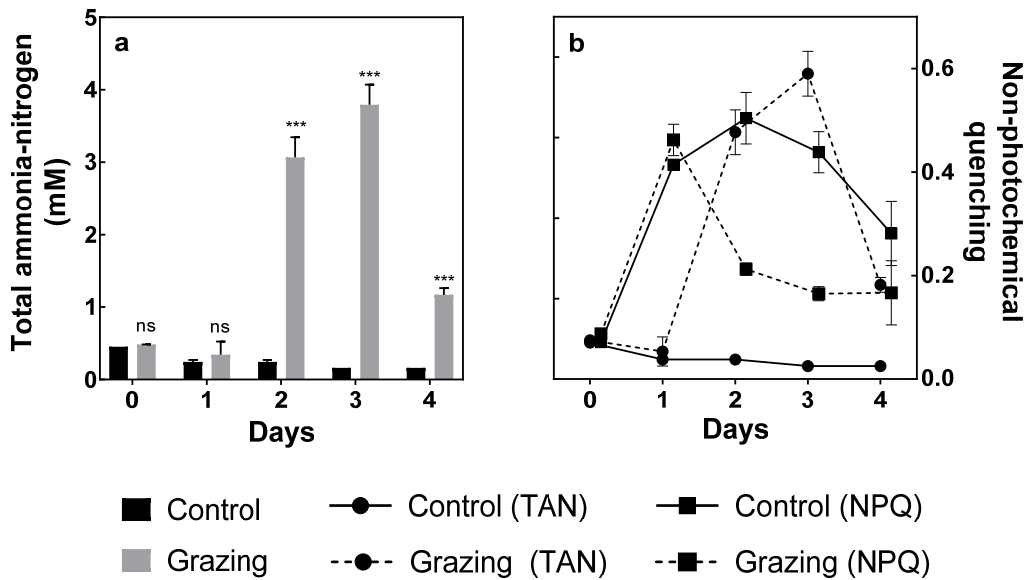 Total ammonia-nitrogen
(mM)
5
4
3
2
1
0
a
ns
ns
***
***
***
0
1
2
3
4
Days
b
0.6
0.4
0.2
0.0
Non-photochemical
quenching
0
1
2
3
4
Days
Control
Control (TAN)
Control (NPQ)
Grazing
Grazing (TAN)
Grazing (NPQ)